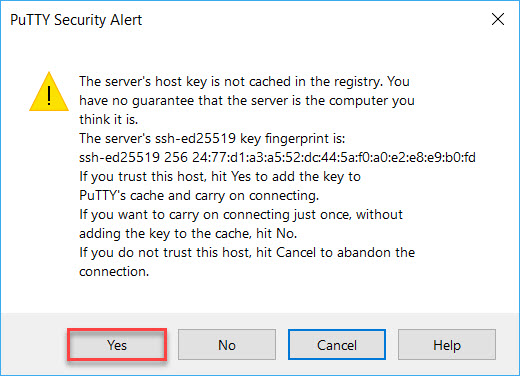 PuTTY Security Alert
The server's host key is not cached in the registry. You
have no guarantee that the server is the computer you
think it is.
The server's ssh-ed25519 key fingerprint is:
ssh-ed25519 256 24:77:d1:a3:a5:52:dc:44:5a:f0:a0:e2:e8:e9:b0:fd
If you trust this host, hit Yes to add the key to
PuTTY's cache and carry on connecting.
If you want to carry on connecting just once, without
adding the key to the cache, hit No.
If you do not trust this host, hit Cancel to abandon the
connection.
Yes No Cancel Help